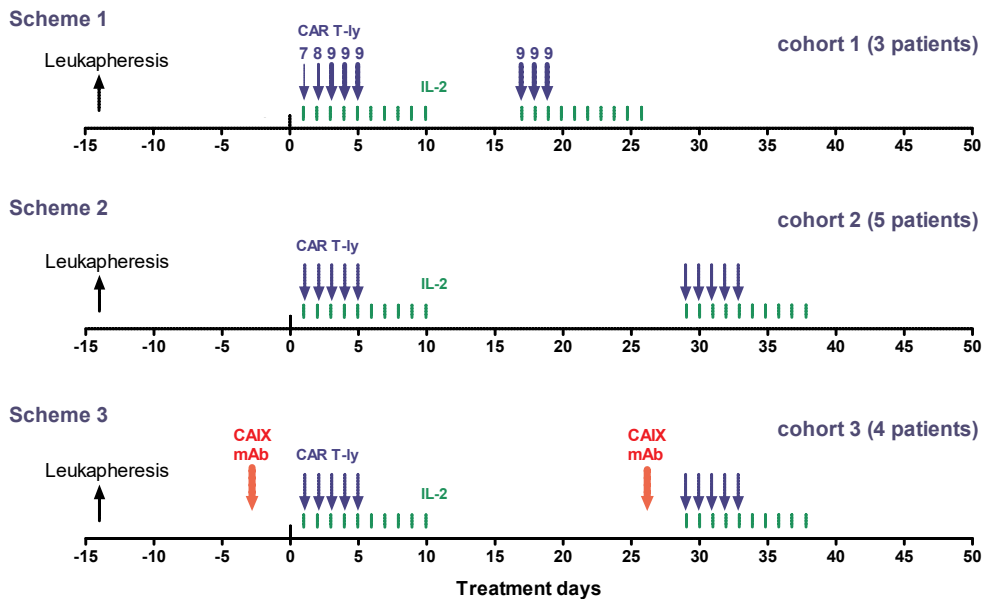 Scheme 1
cohort 1 (3 patients)
CAR T-ly
Leukapheresis
7 8 9 9 9
9 9 9
IL-2
-15 -10 -5 0 5 10 15 20 25 30 35 40 45 50
Scheme 2
cohort 2 (5 patients)
CAR T-ly
Leukapheresis
IL-2
-15 -10 -5 0 5 10 15 20 25 30 35 40 45 50
Scheme 3
cohort 3 (4 patients)
CAIX
mAb
CAR T-ly
CAIX
mAb
Leukapheresis
IL-2
-15 -10 -5 0 5 10 15 20 25 30 35 40 45 50
Treatment days